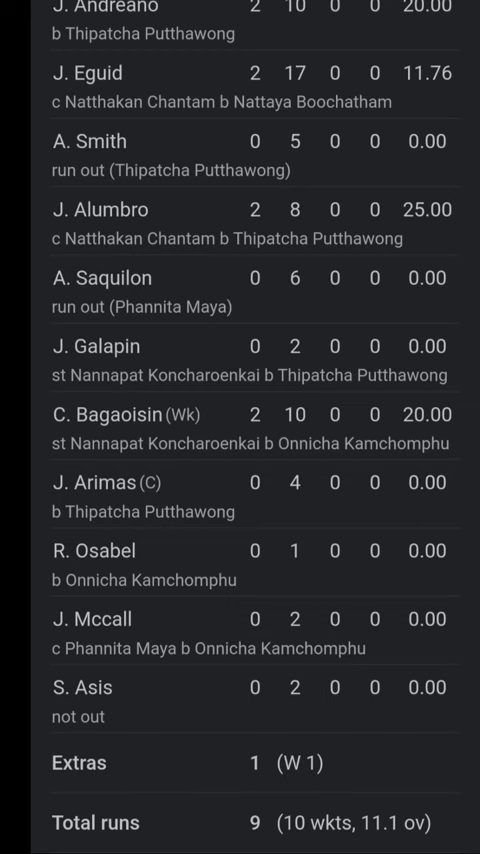 J. Andreano 2 10 0 0 20.00
b Thipatcha Putthawong
J. Eguid 2 17 0 0 11.76
c Natthakan Chantam b Nattaya Boochatham
A. Smith 0 5 0 0 0.00
run out (Thipatcha Putthawong)
J. Alumbro 2 8 0 0 25.00
c Natthakan Chantam b Thipatcha Putthawong
A. Saquilon 0 6 0 0 0.00
run out (Phannita Maya)
J. Galapin 0 2 0 0 0.00
st Nannapat Koncharoenkai b Thipatcha Putthawong
C. Bagaoisin (Wk) 2 10 0 0 20.00
st Nannapat Koncharoenkai b Onnicha Kamchomphu
J. Arimas (C) 0 4 0 0 0.00
b Thipatcha Putthawong
R. Osabel 0 1 0 0 0.00
b Onnicha Kamchomphu
J. Mccall 0 2 0 0 0.00
c Phannita Maya b Onnicha Kamchomphu
S. Asis 0 2 0 0 0.00
not out
Extras 1 (W 1)
Total runs 9 (10 wkts, 11.1 ov)